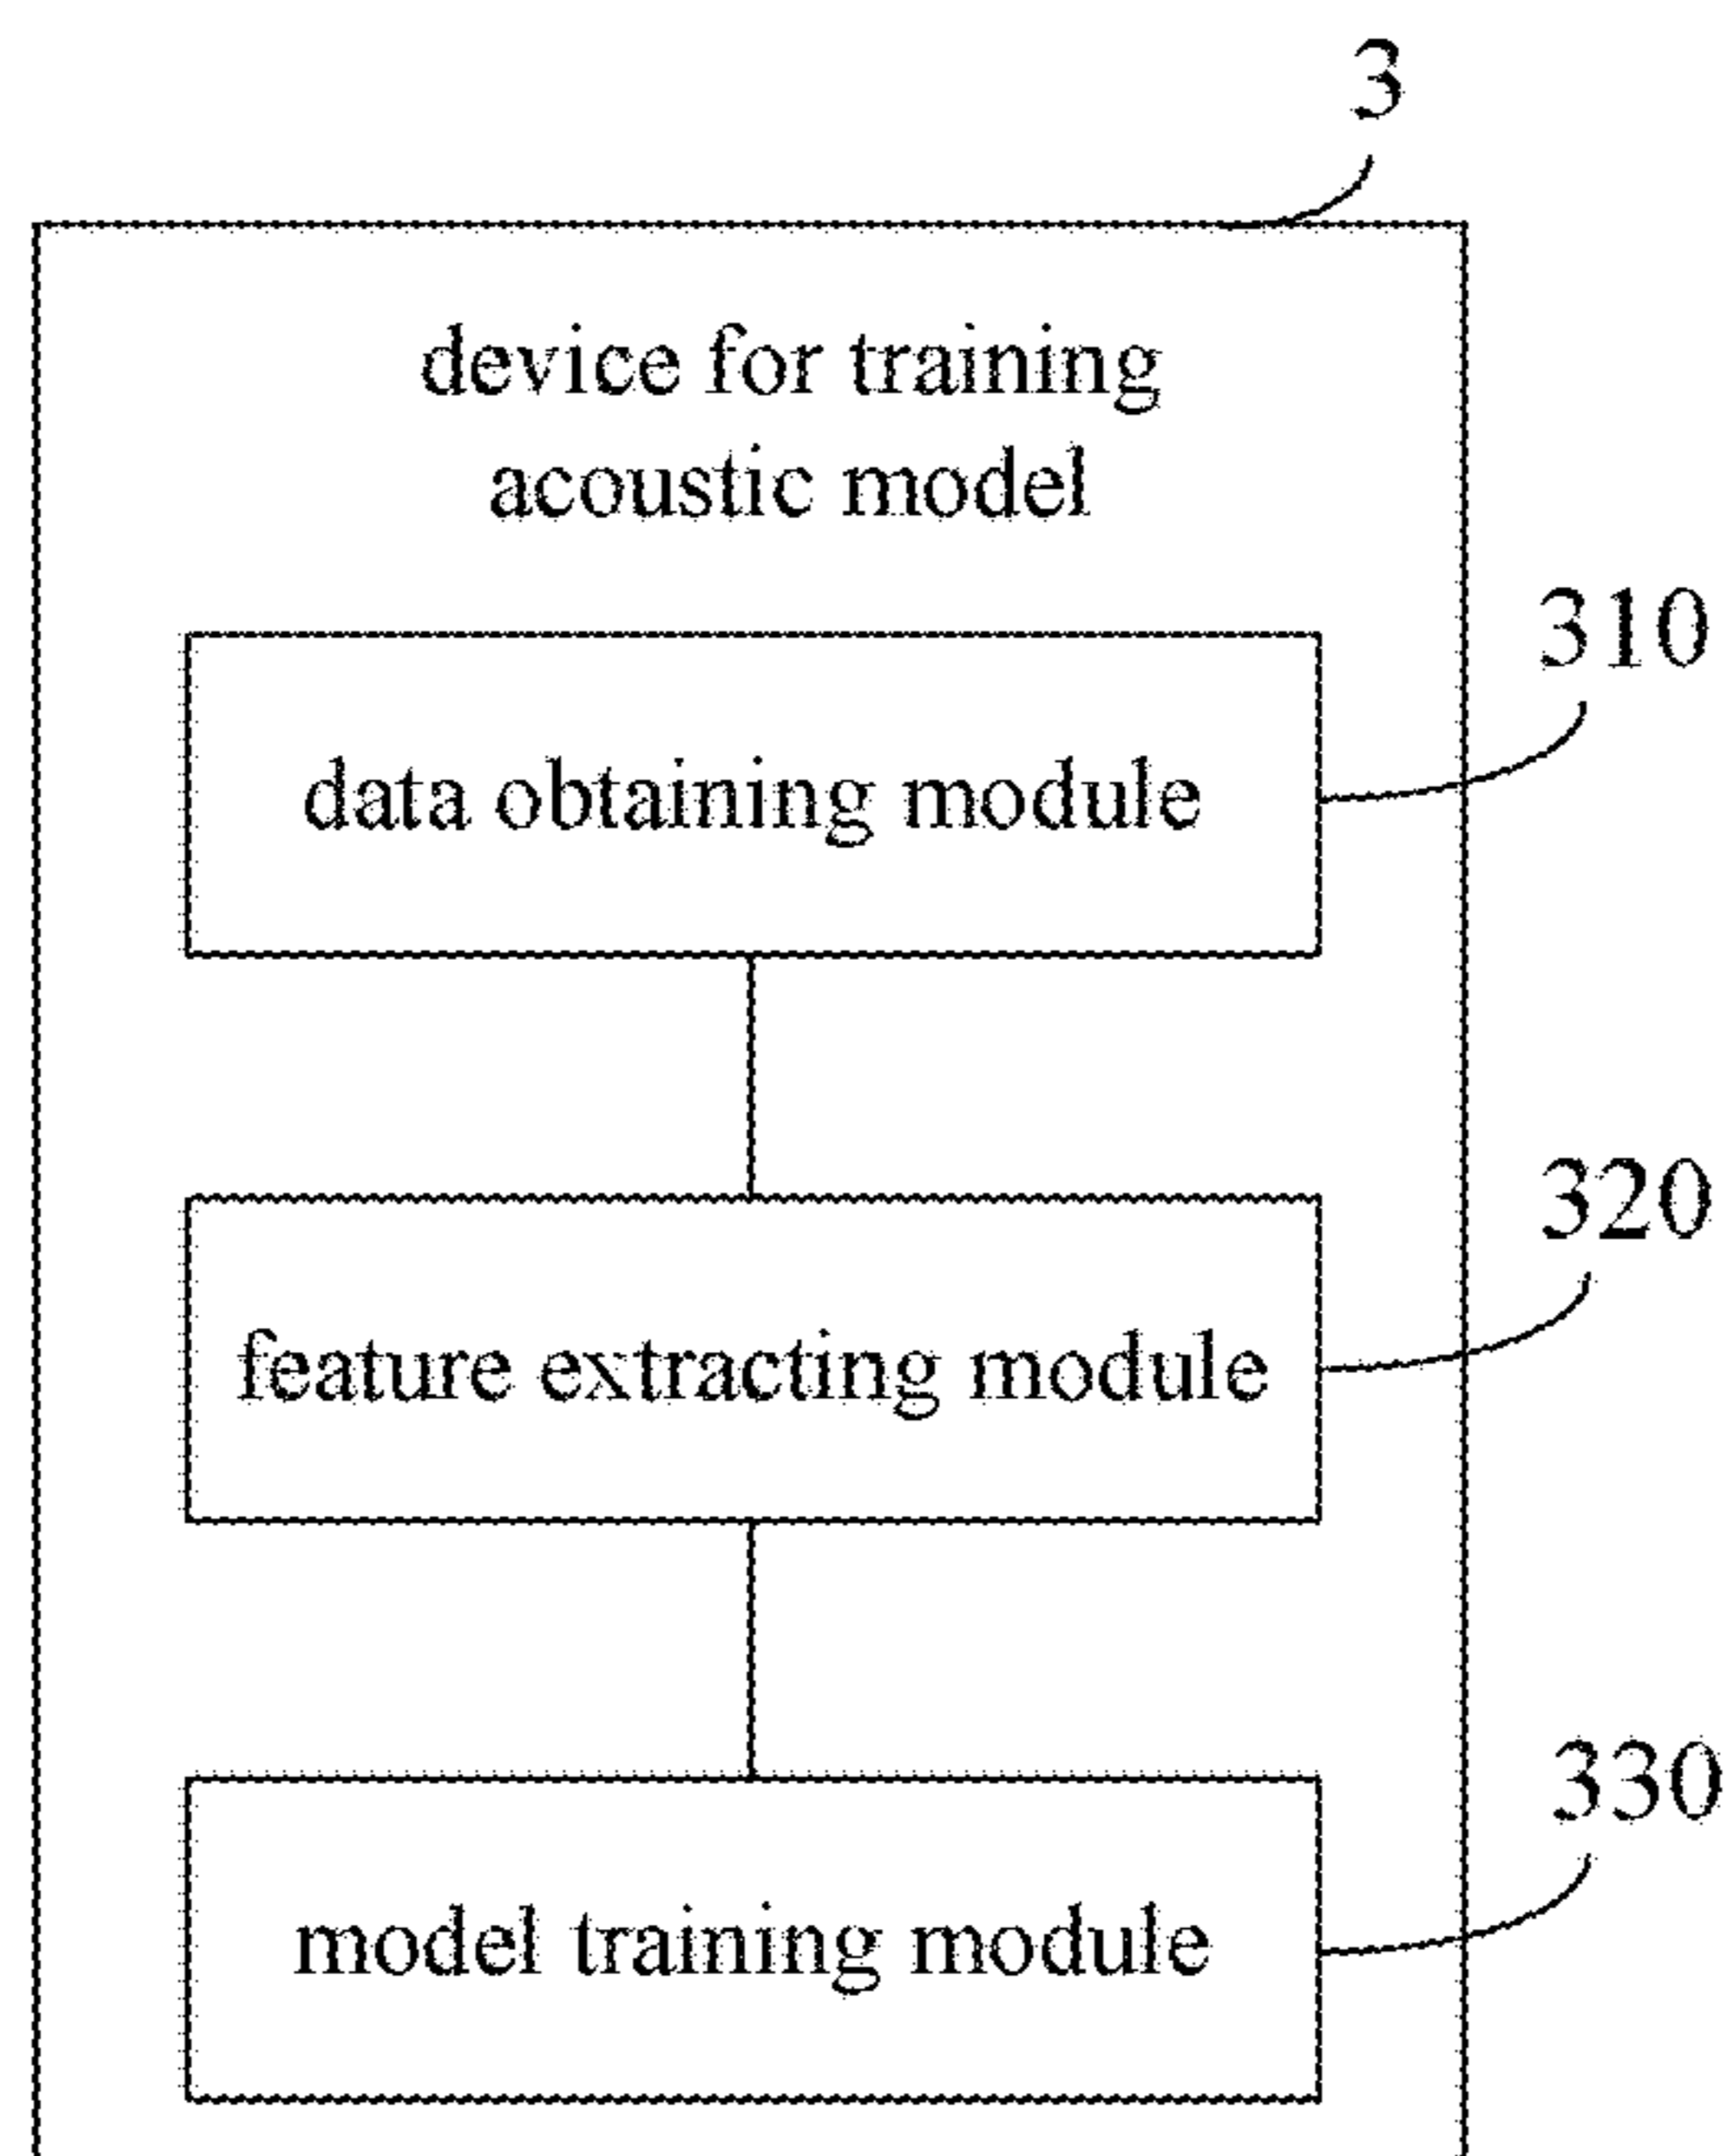 3
device for training
acoustic model
310
data obtaining module
320
feature extracting module
330
model training module